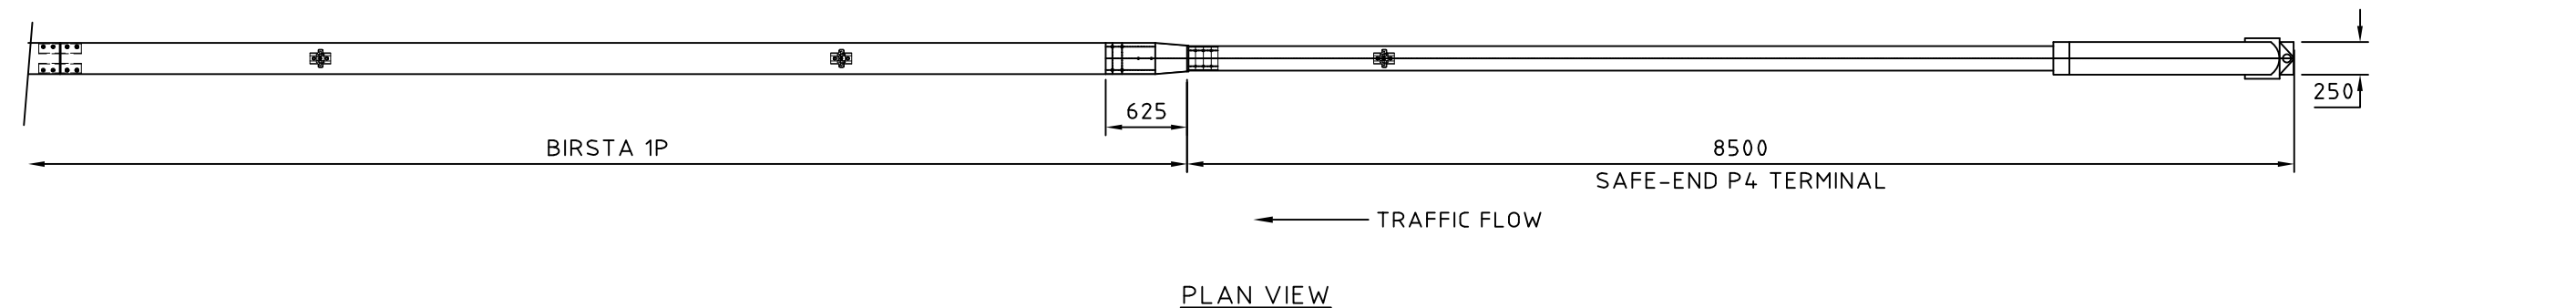 250
625
BIRSTA 1P
8500
SAFE-END P4 TERMINAL
TRAFFIC FLOW
PLAN VIEW